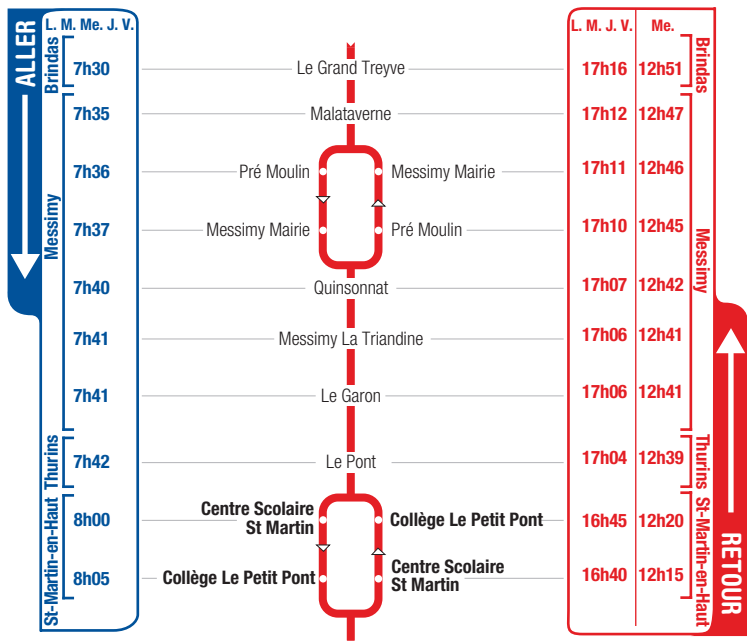 ALLER
L. M. Me. J. V.
L. M. J. V. Me.
Brindas
7h30 Le Grand Treyve 17h16 12h51
Brindas
Messimy
7h35 Malataverne 17h12 12h47
7h36 Pré Moulin Messimy Mairie 17h11 12h46
7h37 Messimy Mairie Pré Moulin 17h10 12h45
7h40 Quinsonnat 17h07 12h42
7h41 Messimy La Triandine 17h06 12h41
7h41 Le Garon 17h06 12h41
Messimy
Thurins
7h42 Le Pont 17h04 12h39
Thurins
St-Martin-en-Haut
8h00 Centre Scolaire
St Martin Collège Le Petit Pont 16h45 12h20
8h05 Collège Le Petit Pont Centre Scolaire
St Martin 16h40 12h15
St-Martin-en-Haut
RETOUR